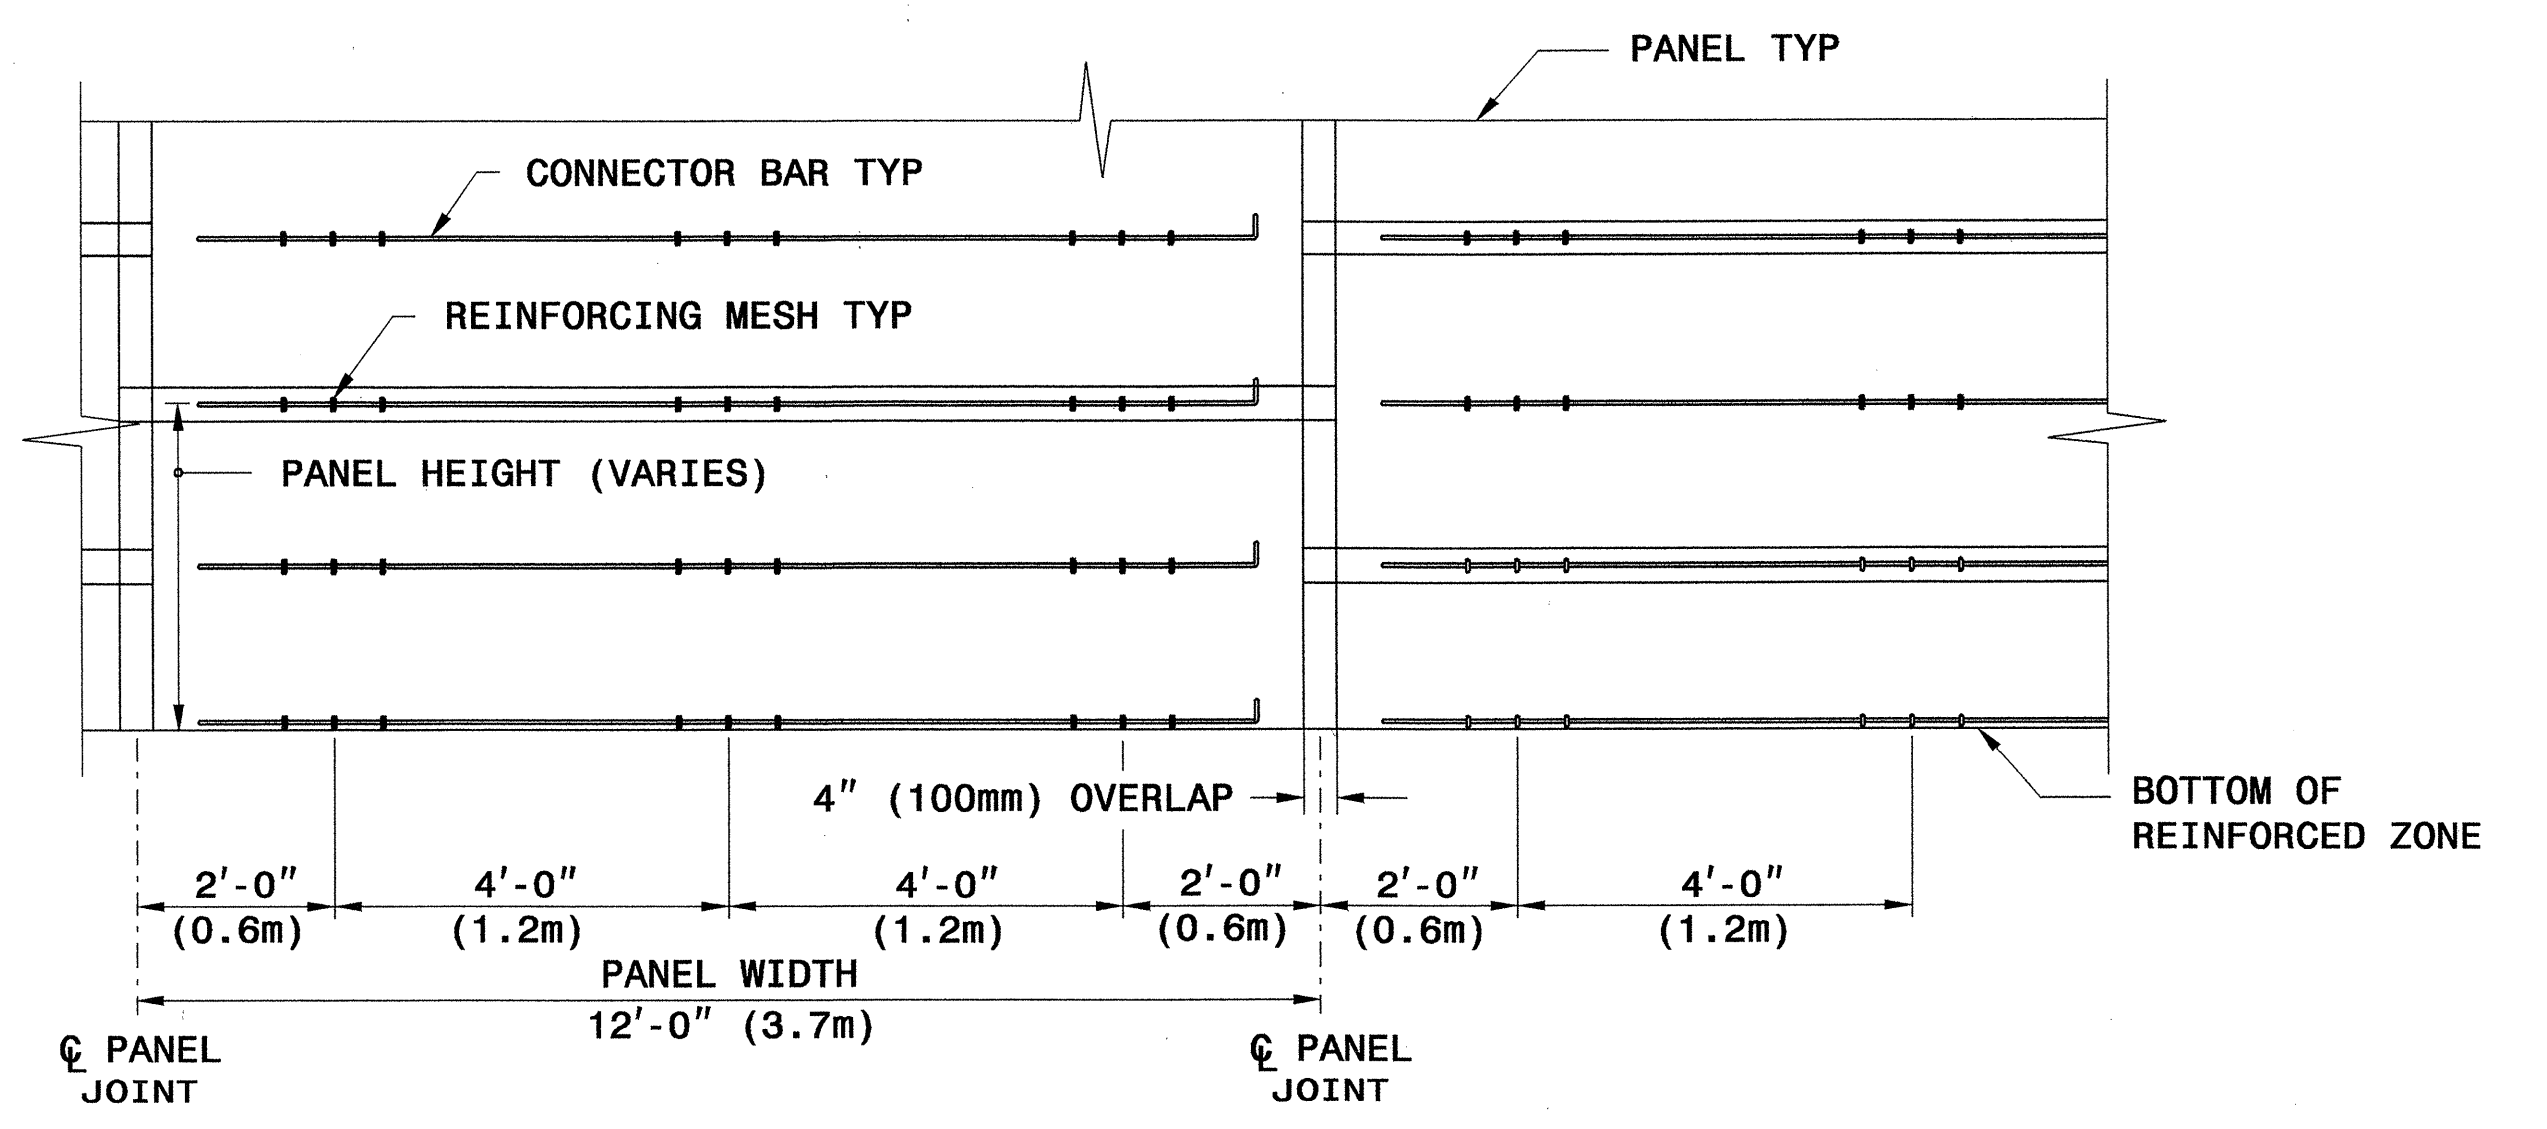 PANEL TYP
CONNECTOR BAR TYP
REINFORCING MESH TYP
PANEL HEIGHT (VARIES)
4" (100mm) OVERLAP
BOTTOM OF
REINFORCED ZONE
2'-0" 4'-0" 4'-0" 2'-0" 2'-0" 4'-0"
(0.6m) (1.2m) (1.2m) (0.6m) (0.6m) (1.2m)
PANEL WIDTH
12'-0" (3.7m)
℄ PANEL
JOINT
℄ PANEL
JOINT